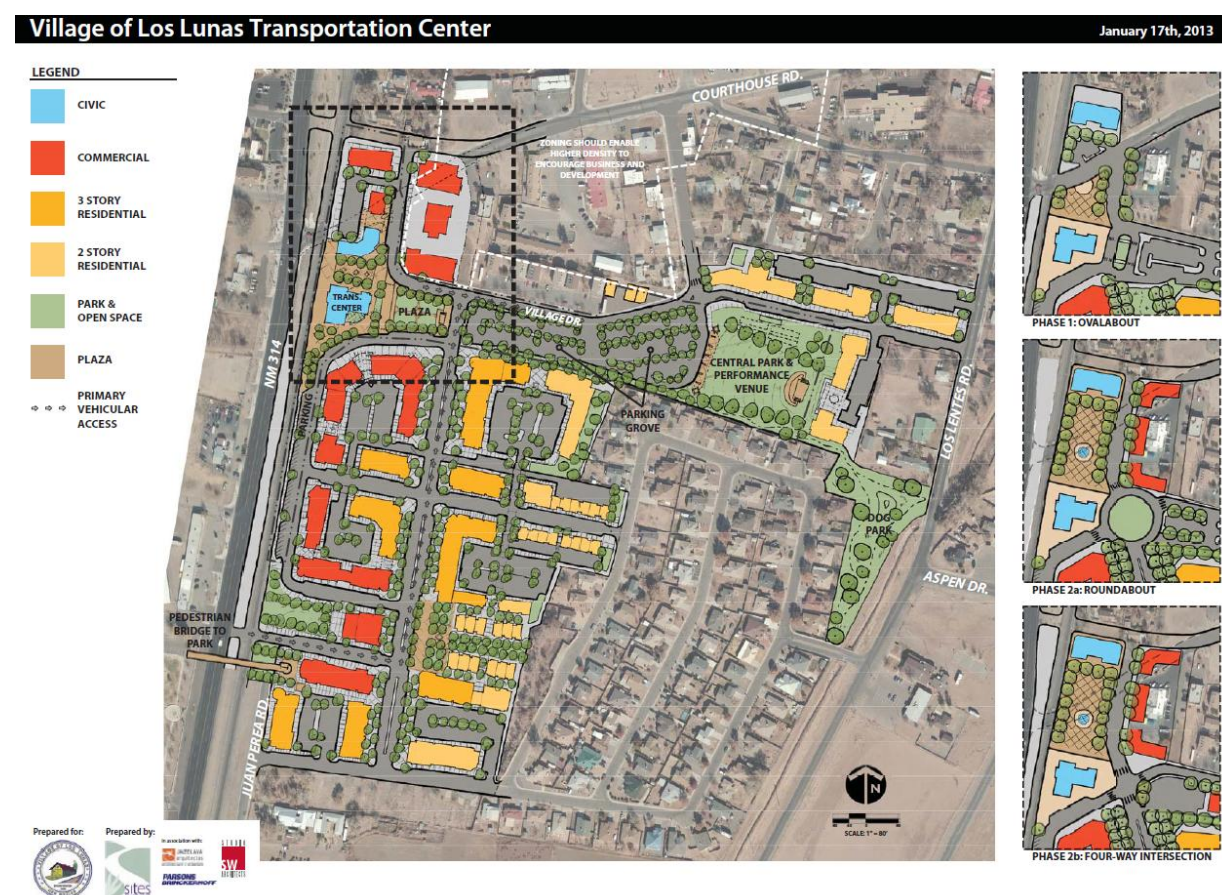 Village of Los Lunas Transportation Center
January 17th, 2013
LEGEND
CIVIC
COMMERCIAL
3 STORY
RESIDENTIAL
2 STORY
RESIDENTIAL
PARK &
OPEN SPACE
PLAZA
PRIMARY
VEHICULAR
ACCESS
COURTHOUSE RD.
ZONING SHOULD ENABLE
HIGHER DENSITY TO
ENCOURAGE BUSINESS AND
DEVELOPMENT
TRANS.
CENTER
PLAZA
VILLAGE DR.
NM 314
PARKING
CENTRAL PARK &
PERFORMANCE
VENUE
PARKING
GROVE
LOS LENTES RD.
DOG
PARK
ASPEN DR.
PEDESTRIAN
BRIDGE TO
PARK
JUAN PEREA RD.
N
SCALE: 1" = 80'
PHASE 1: OVALABOUT
PHASE 2a: ROUNDABOUT
PHASE 2b: FOUR-WAY INTERSECTION
Prepared for:
Prepared by:
In association with:
sites
PARSONS
BRINCKERHOFF
SW